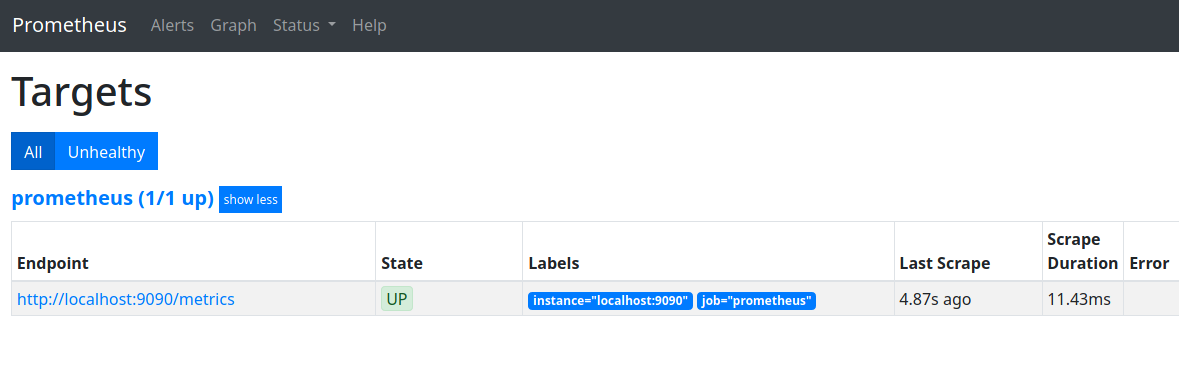 Prometheus Alerts Graph Status Help
Targets
All Unhealthy
prometheus (1/1 up) show less
Endpoint State Labels Last Scrape Scrape Duration Error
http://localhost:9090/metrics UP instance="localhost:9090" job="prometheus" 4.87s ago 11.43ms